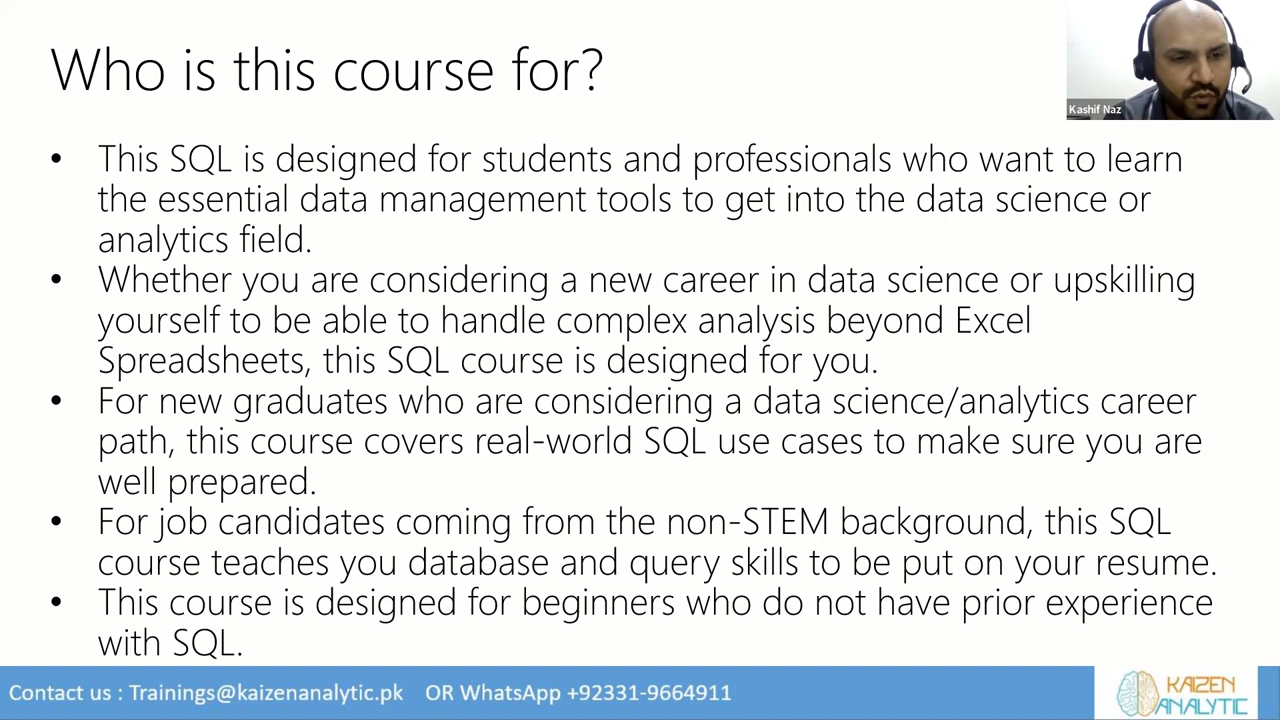 Who is this course for?
Kashif Naz
• This SQL is designed for students and professionals who want to learn
the essential data management tools to get into the data science or
analytics field.
• Whether you are considering a new career in data science or upskilling
yourself to be able to handle complex analysis beyond Excel
Spreadsheets, this SQL course is designed for you.
• For new graduates who are considering a data science/analytics career
path, this course covers real-world SQL use cases to make sure you are
well prepared.
• For job candidates coming from the non-STEM background, this SQL
course teaches you database and query skills to be put on your resume.
• This course is designed for beginners who do not have prior experience
with SQL.
Contact us : Trainings@kaizenanalytic.pk OR WhatsApp +92331-9664911
KAIZEN
ANALYTIC